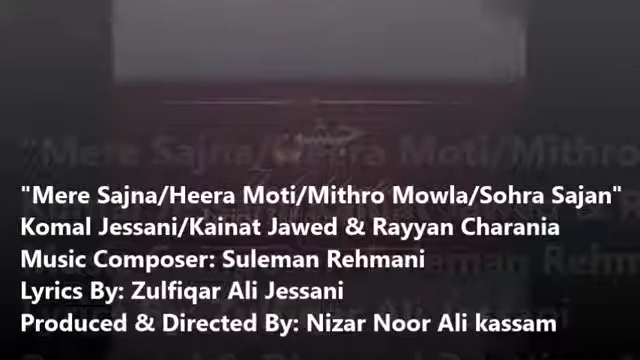 "Mere Sajna/Heera Moti/Mithro Mowla/Sohra Sajan"
Komal Jessani/Kainat Jawed & Rayyan Charania
Music Composer: Suleman Rehmani
Lyrics By: Zulfiqar Ali Jessani
Produced & Directed By: Nizar Noor Ali kassam